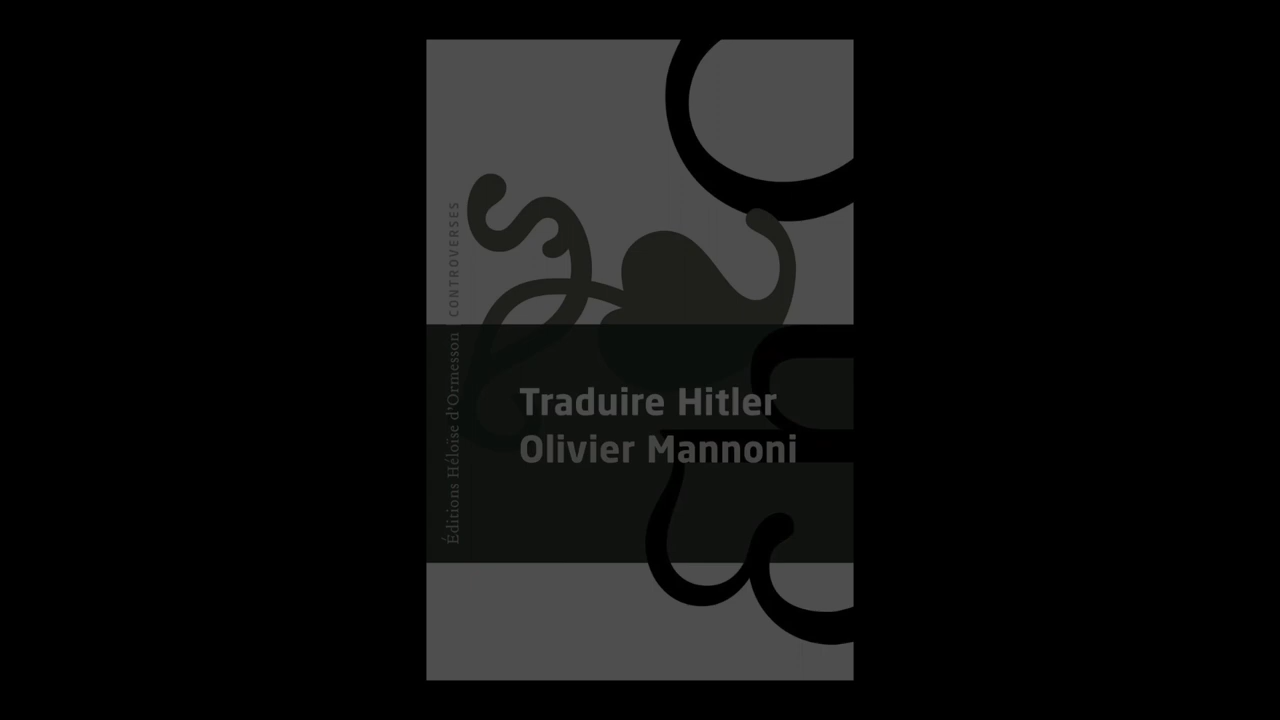 Éditions Héloïse d'Ormesson | CONTROVERSES
Traduire Hitler
Olivier Mannoni